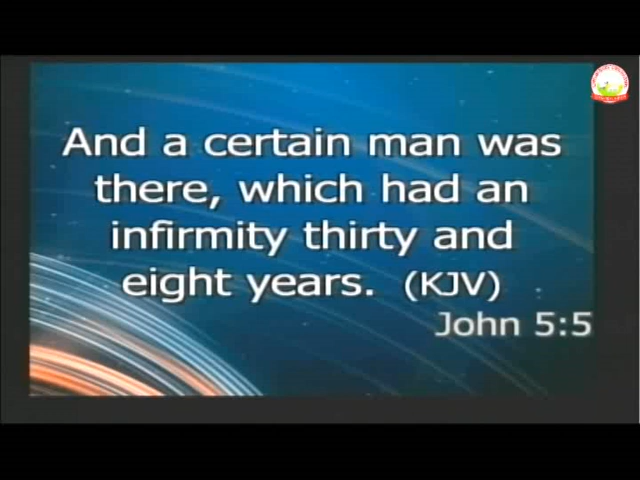 And a certain man was
there, which had an
infirmity thirty and
eight years.  (KJV)
John 5:5